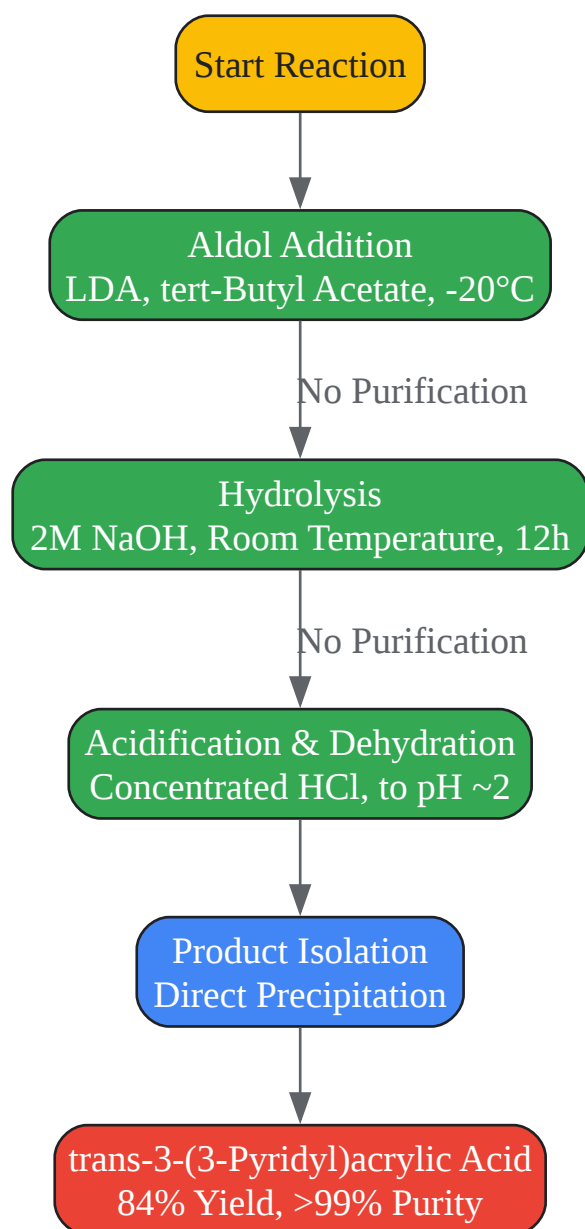 Start Reaction
Aldol Addition
LDA, tert-Butyl Acetate, -20°C
No Purification
Hydrolysis
2M NaOH, Room Temperature, 12h
No Purification
Acidification & Dehydration
Concentrated HCl, to pH ~2
Product Isolation
Direct Precipitation
trans-3-(3-Pyridyl)acrylic Acid
84% Yield, >99% Purity